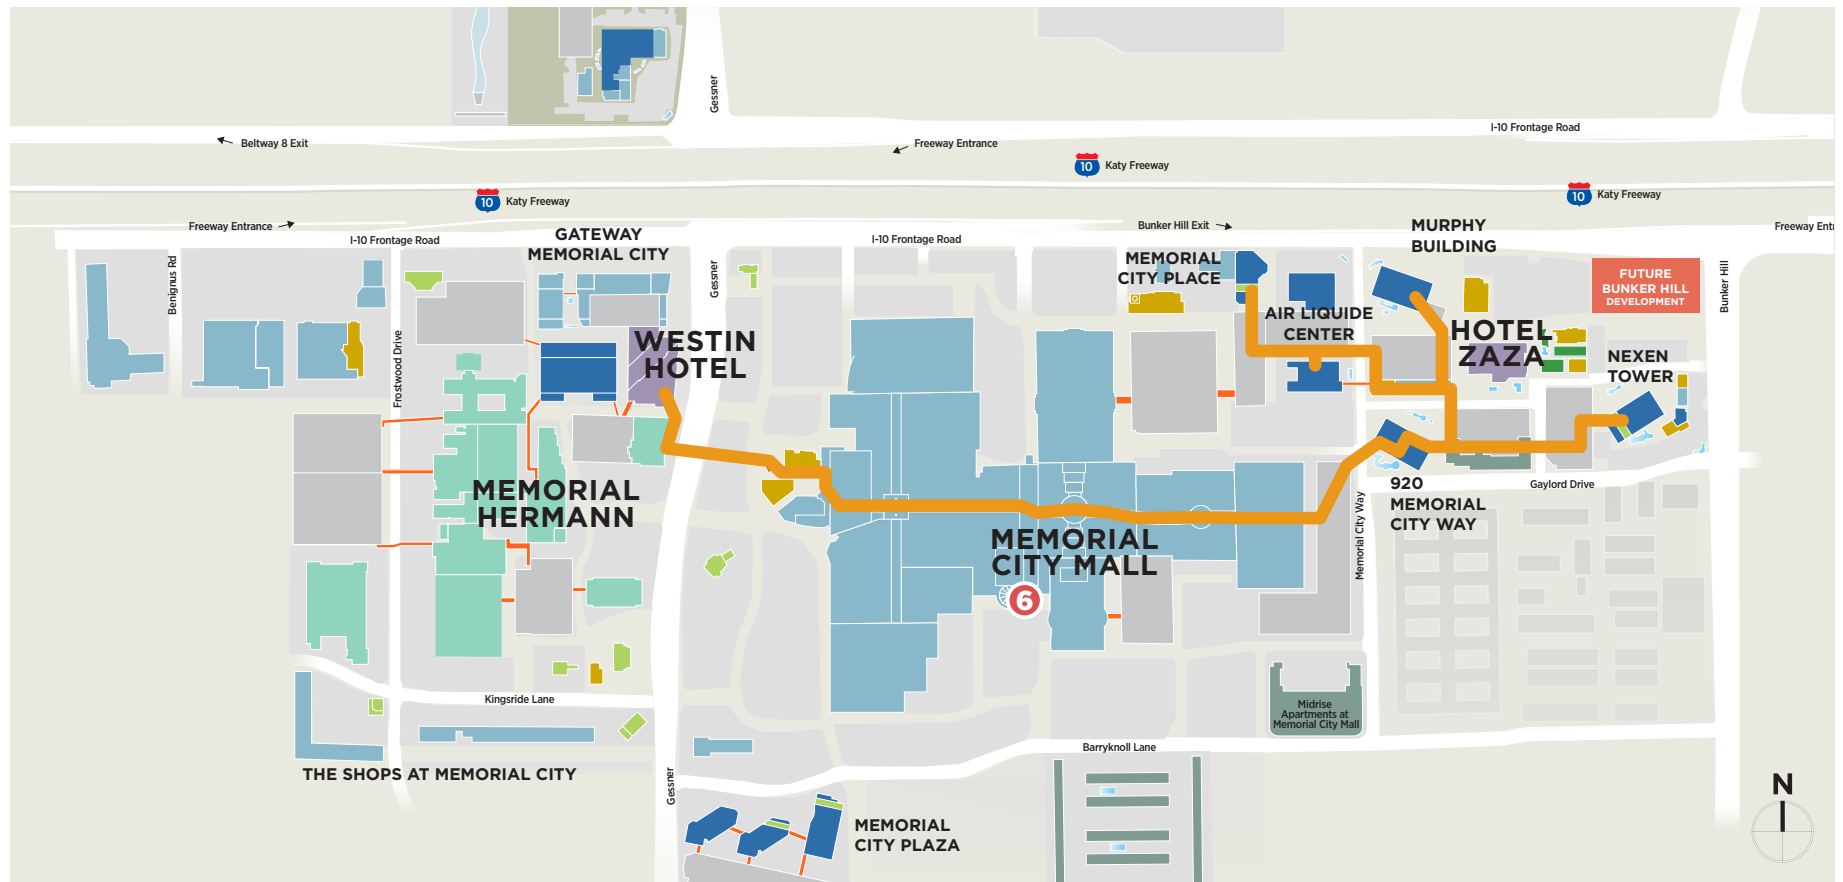 Gessner
I-10 Frontage Road
Beltway 8 Exit
Freeway Entrance
10
Katy Freeway
10
Katy Freeway
10
Katy Freeway
Freeway Entrance
Bunker Hill Exit
Freeway Entr
I-10 Frontage Road
I-10 Frontage Road
GATEWAY
MEMORIAL CITY
MURPHY
BUILDING
MEMORIAL
CITY PLACE
FUTURE
BUNKER HILL
DEVELOPMENT
Benignus Rd
Gessner
Bunker Hill
AIR LIQUIDE
CENTER
WESTIN
HOTEL
HOTEL
ZAZA
NEXEN
TOWER
Frostwood Drive
MEMORIAL
HERMANN
920
MEMORIAL
CITY WAY
Gaylord Drive
Memorial City Way
MEMORIAL
CITY MALL
6
Kingsride Lane
Midrise
Apartments at
Memorial City Mall
Barryknoll Lane
THE SHOPS AT MEMORIAL CITY
Gessner
MEMORIAL
CITY PLAZA
N